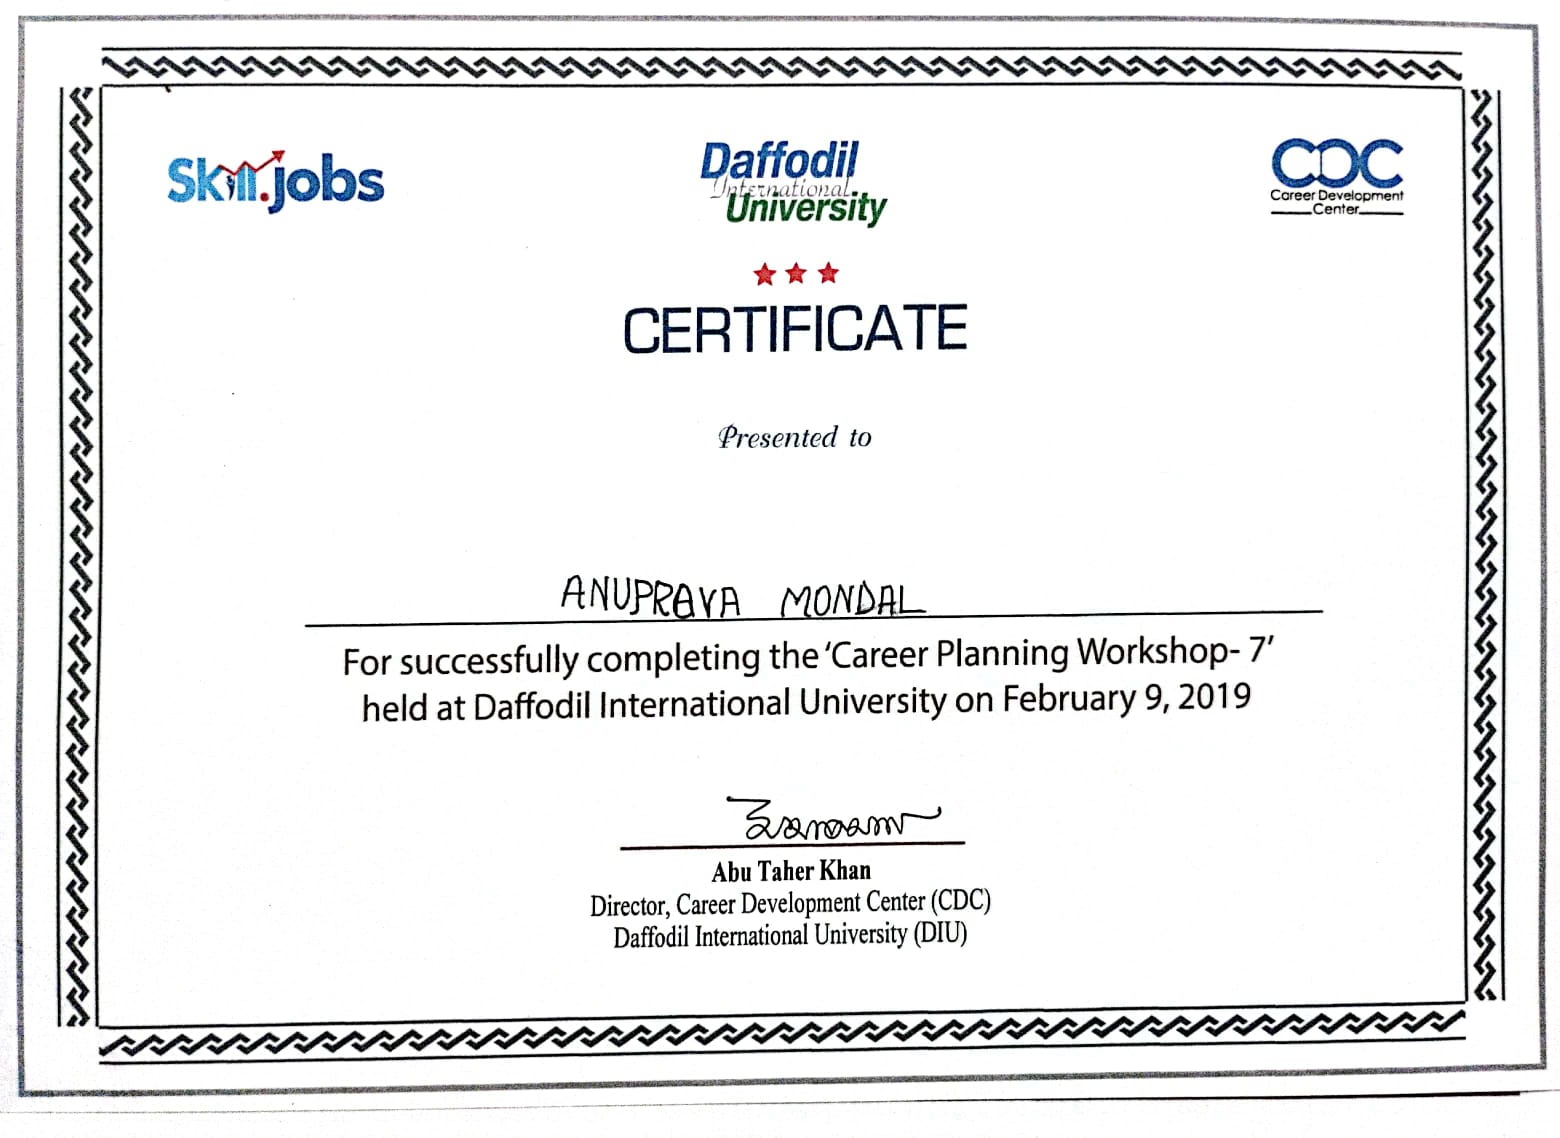 Skill.jobs
Daffodil
International
University
CDC
Career Development
Center
CERTIFICATE
Presented to
ANUPRAVA MONDAL
For successfully completing the ‘Career Planning Workshop- 7’
held at Daffodil International University on February 9, 2019
Abu Taher Khan
Director, Career Development Center (CDC)
Daffodil International University (DIU)